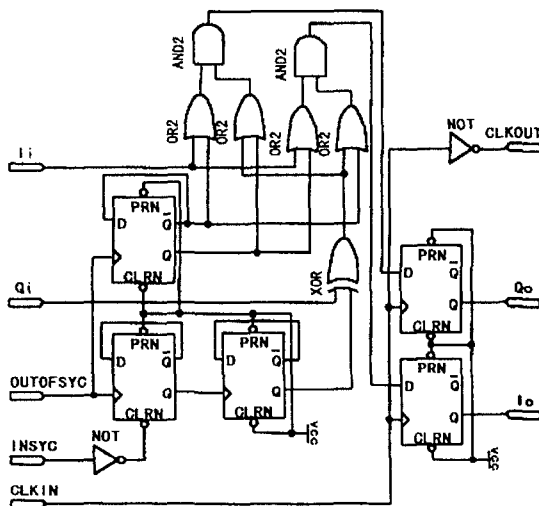 AND2
AND2
OR2
OR2
OR2
NOT
CLKOUT
Ii
PRN
D
Q
Q
CLRN
XOR
PRN
D
Q
Q
CLRN
Qi
Qo
PRN
D
Q
Q
CLRN
PRN
D
Q
Q
CLRN
PRN
D
Q
Q
CLRN
OUTOFSYC
Io
INSYC
NOT
VCC
VCC
CLKIN